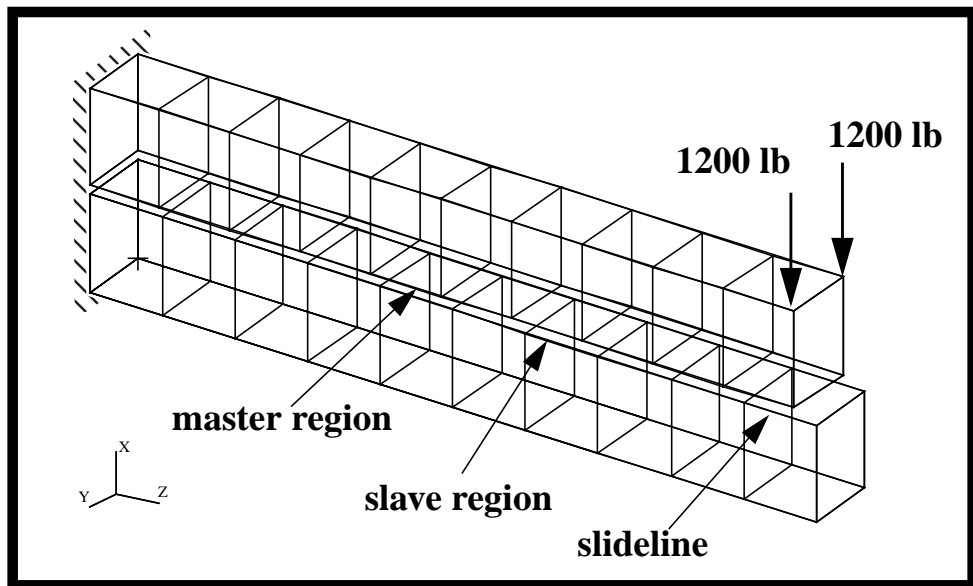 1200 lb
1200 lb
master region
slave region
slideline
X
Y
Z